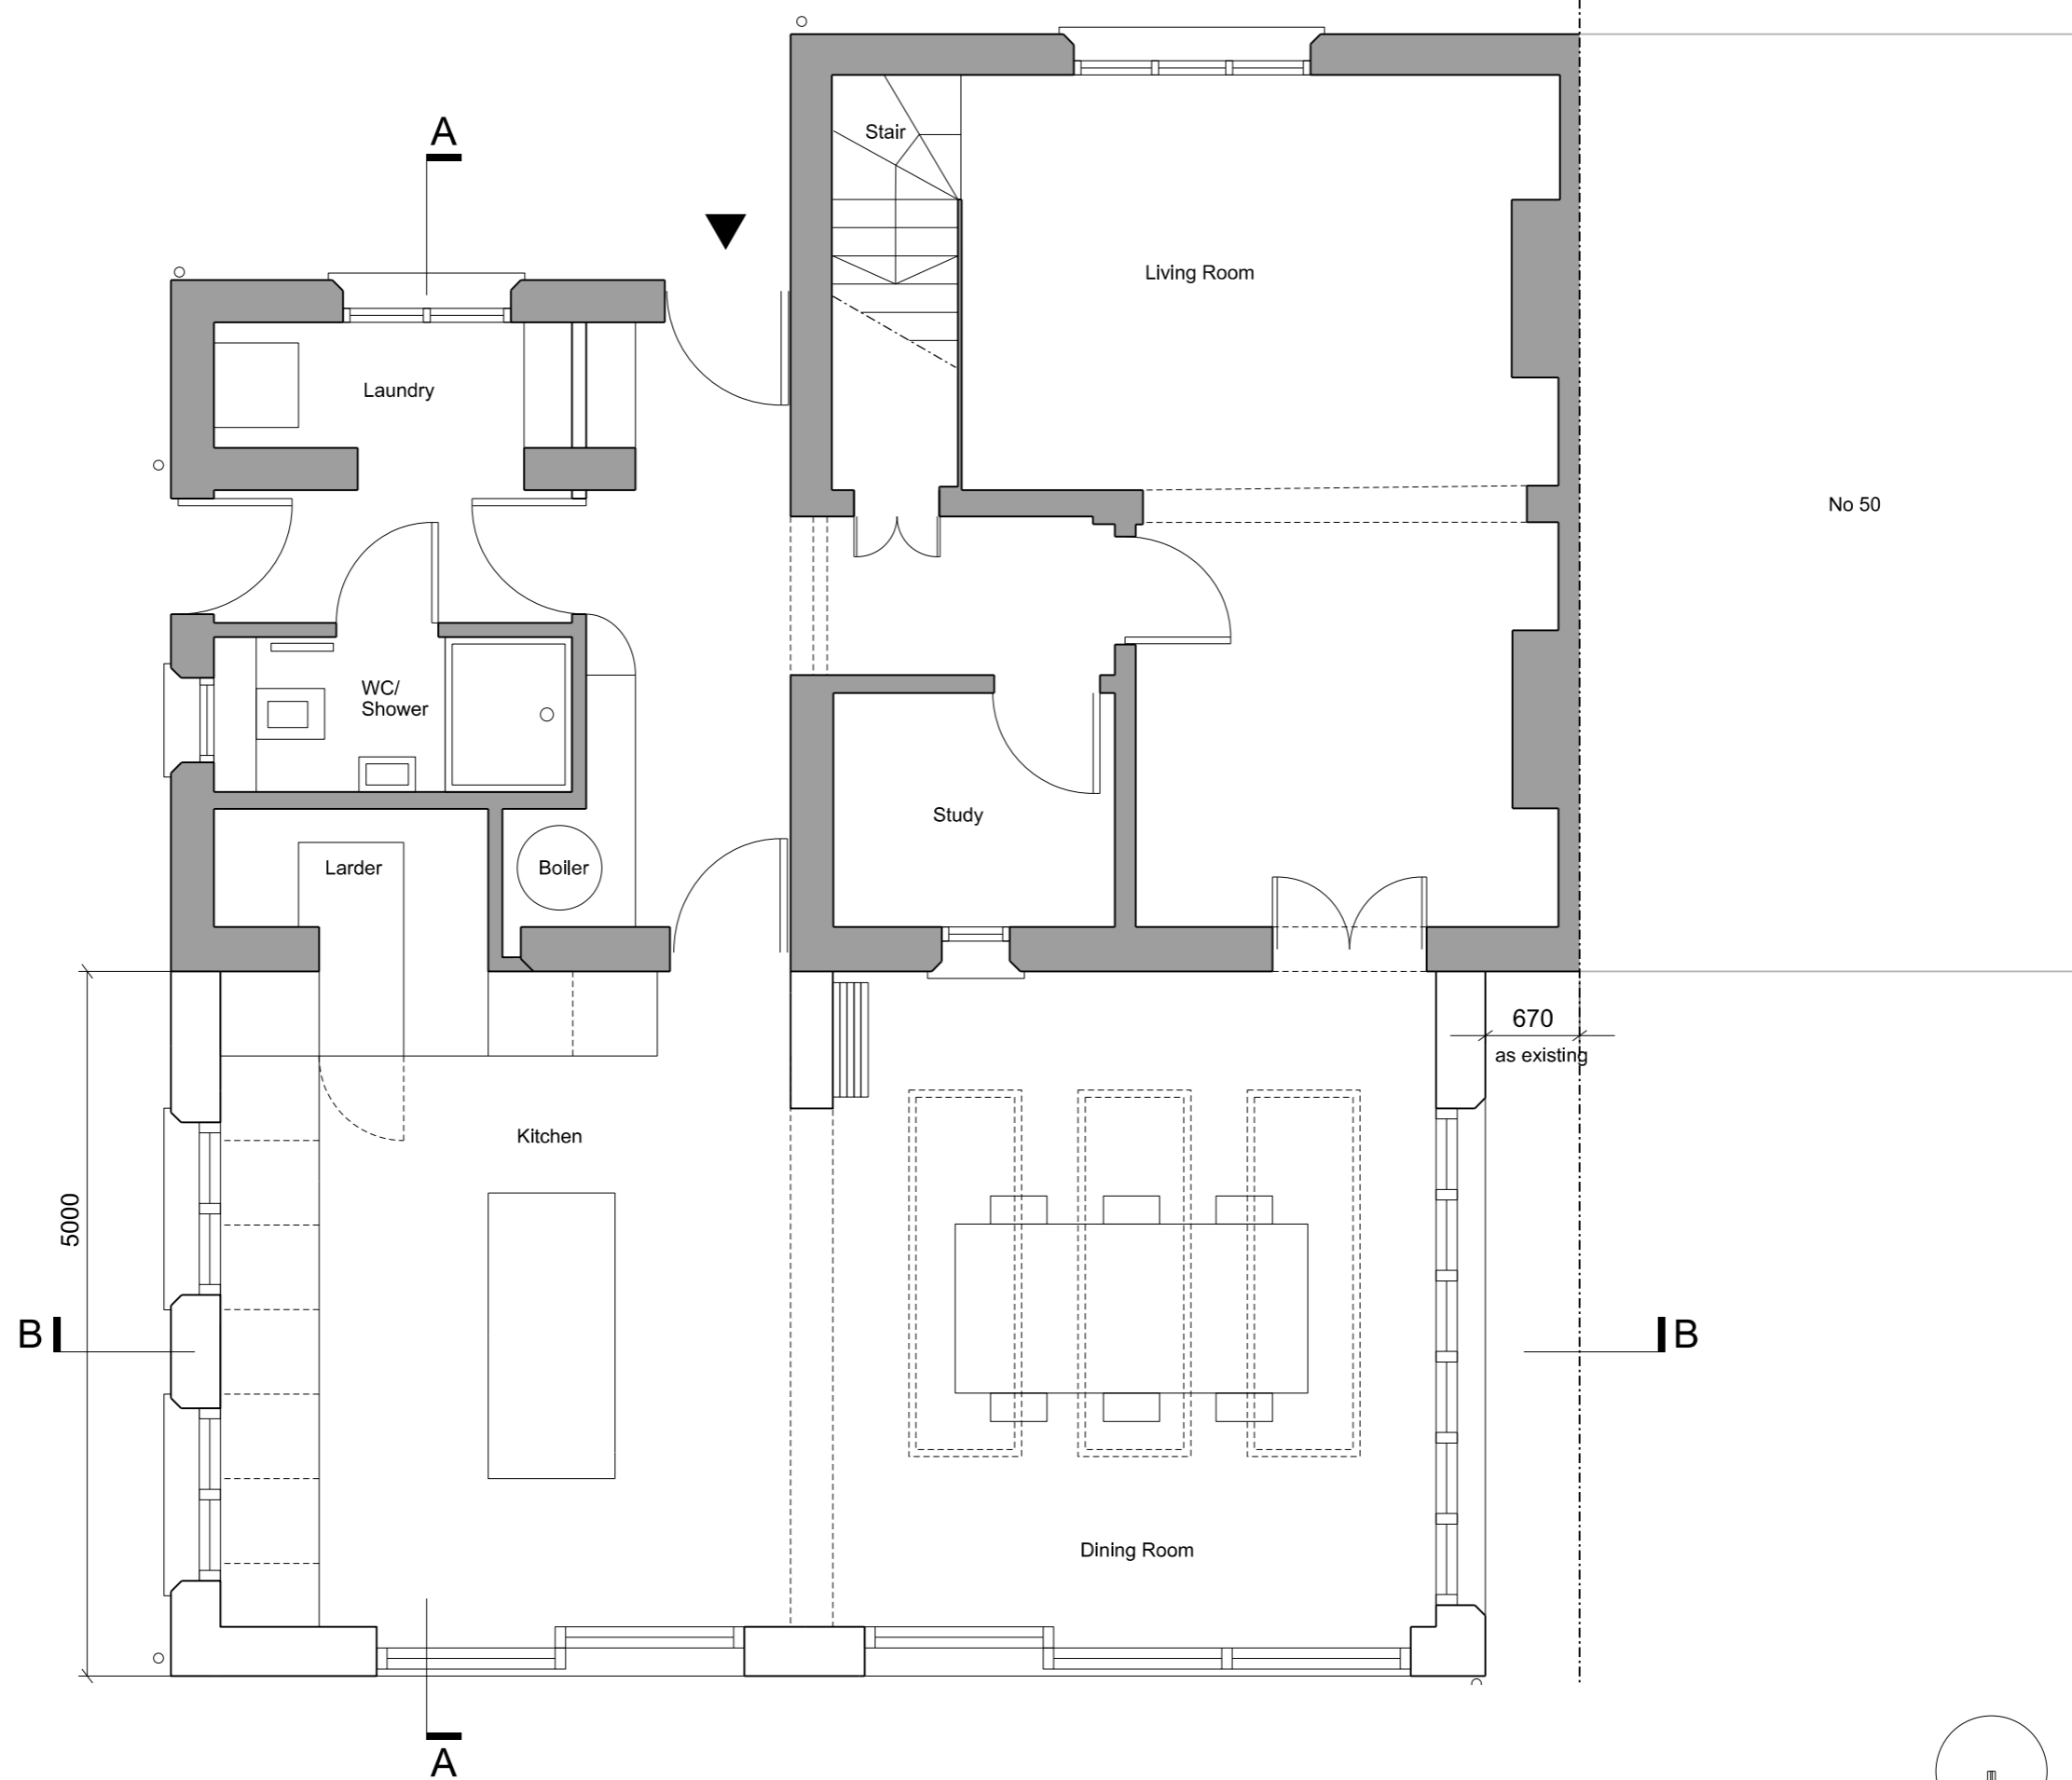 A
Stair
Living Room
Laundry
No 50
WC/
Shower
Study
Larder
Boiler
670
as existing
Kitchen
5000
B
B
Dining Room
A